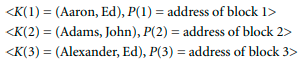 <K(1) = (Aaron, Ed), P(1) = address of block 1>
<K(2) = (Adams, John), P(2) = address of block 2>
<K(3) = (Alexander, Ed), P(3) = address of block 3>